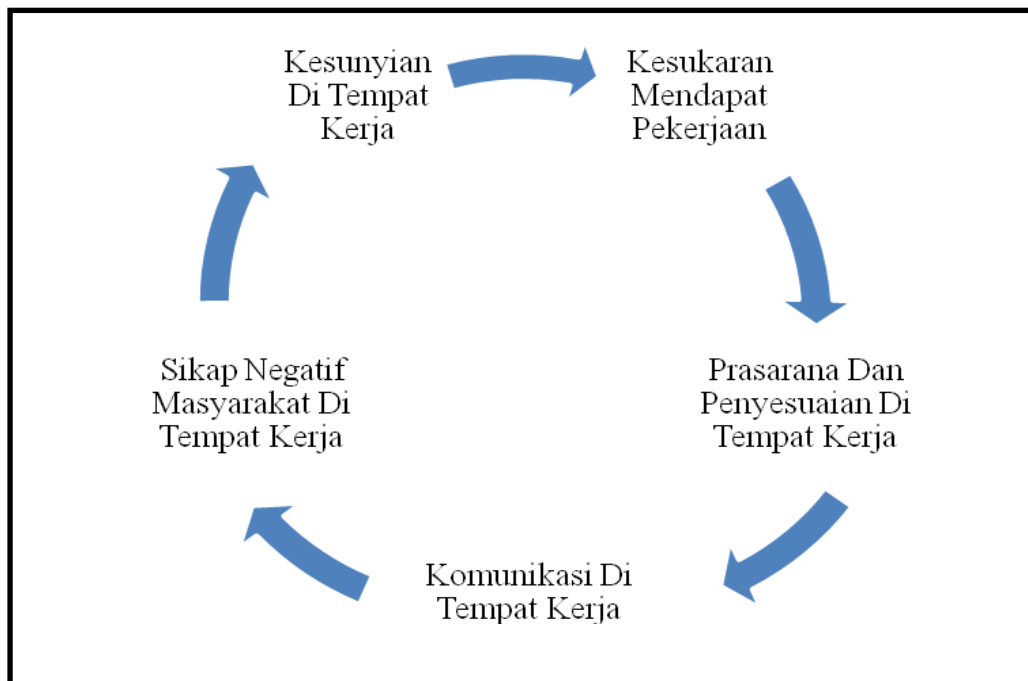 Kesunyian
Di Tempat
Kerja
Kesukaran
Mendapat
Pekerjaan
Prasarana Dan
Penyesuaian Di
Tempat Kerja
Komunikasi Di
Tempat Kerja
Sikap Negatif
Masyarakat Di
Tempat Kerja